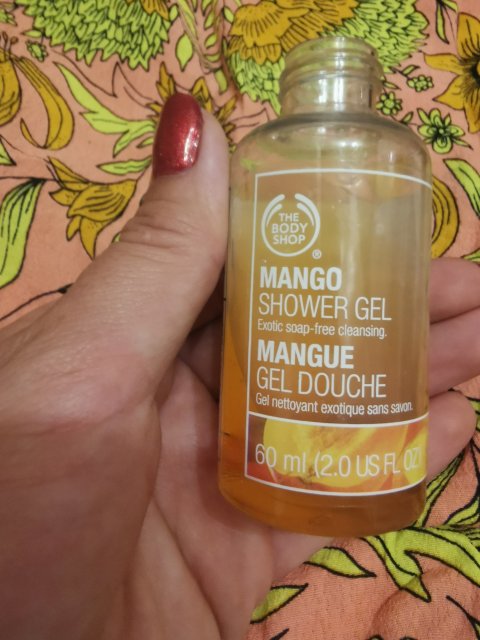 THE
BODY
SHOP
®
MANGO
SHOWER GEL
Exotic soap-free cleansing.
MANGUE
GEL DOUCHE
Gel nettoyant exotique sans savon.
60 ml (2.0 US FL OZ)